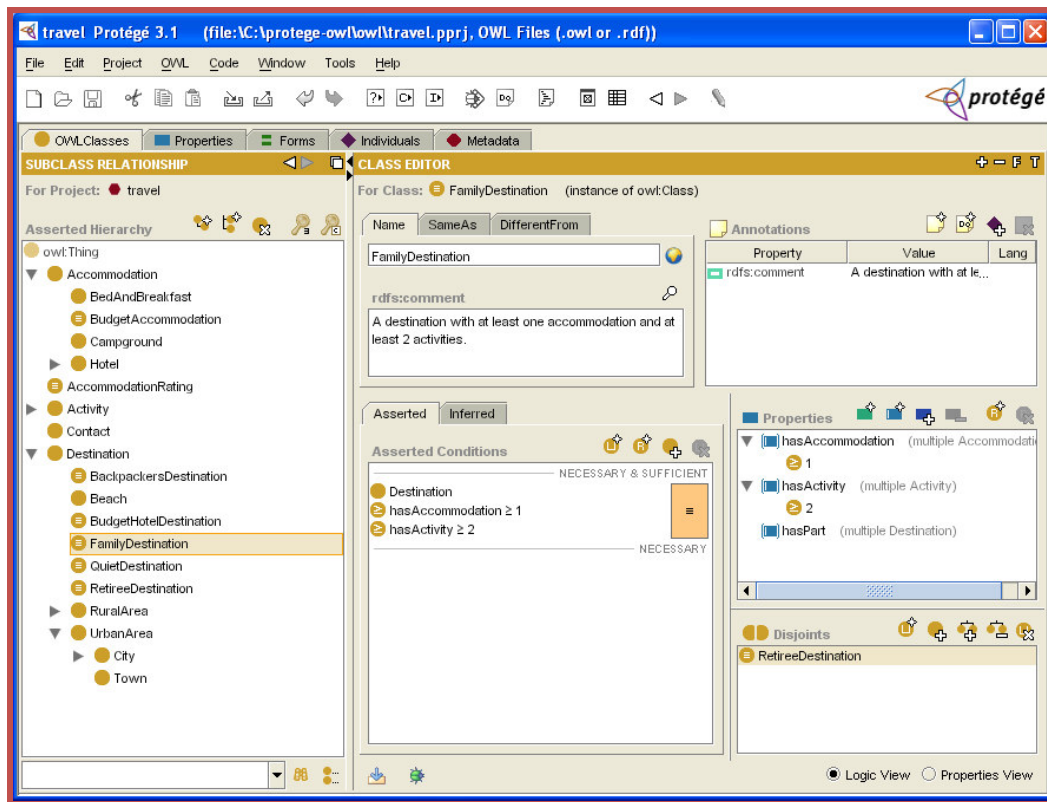 travel Protégé 3.1 (file:\C:\protege-owl\owl\travel.pprj, OWL Files (.owl or .rdf))
File Edit Project OWL Code Window Tools Help
protégé
OWLClasses Properties Forms Individuals Metadata
SUBCLASS RELATIONSHIP
For Project: travel
Asserted Hierarchy
owl:Thing
Accommodation
BedAndBreakfast
BudgetAccommodation
Campground
Hotel
AccommodationRating
Activity
Contact
Destination
BackpackersDestination
Beach
BudgetHotelDestination
FamilyDestination
QuietDestination
RetireeDestination
RuralArea
UrbanArea
City
Town
CLASS EDITOR
F T
For Class: FamilyDestination (instance of owl:Class)
Name SameAs DifferentFrom
FamilyDestination
rdfs:comment
A destination with at least one accommodation and at
least 2 activities.
Annotations
Property Value Lang
rdfs:comment A destination with at le...
Asserted Inferred
Asserted Conditions
NECESSARY & SUFFICIENT
Destination
hasAccommodation ≥ 1
hasActivity ≥ 2
≡
NECESSARY
Properties
hasAccommodation (multiple Accommodati
≥ 1
hasActivity (multiple Activity)
≥ 2
hasPart (multiple Destination)
Disjoints
RetireeDestination
Logic View Properties View